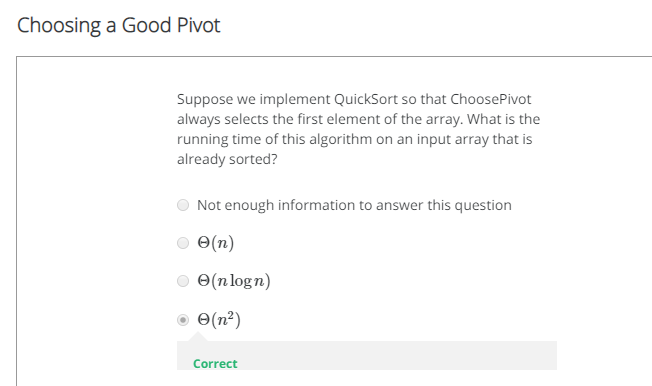 Choosing a Good Pivot
Suppose we implement QuickSort so that ChoosePivot
always selects the first element of the array. What is the
running time of this algorithm on an input array that is
already sorted?
Not enough information to answer this question
Θ(n)
Θ(n log n)
Θ(n²)
Correct